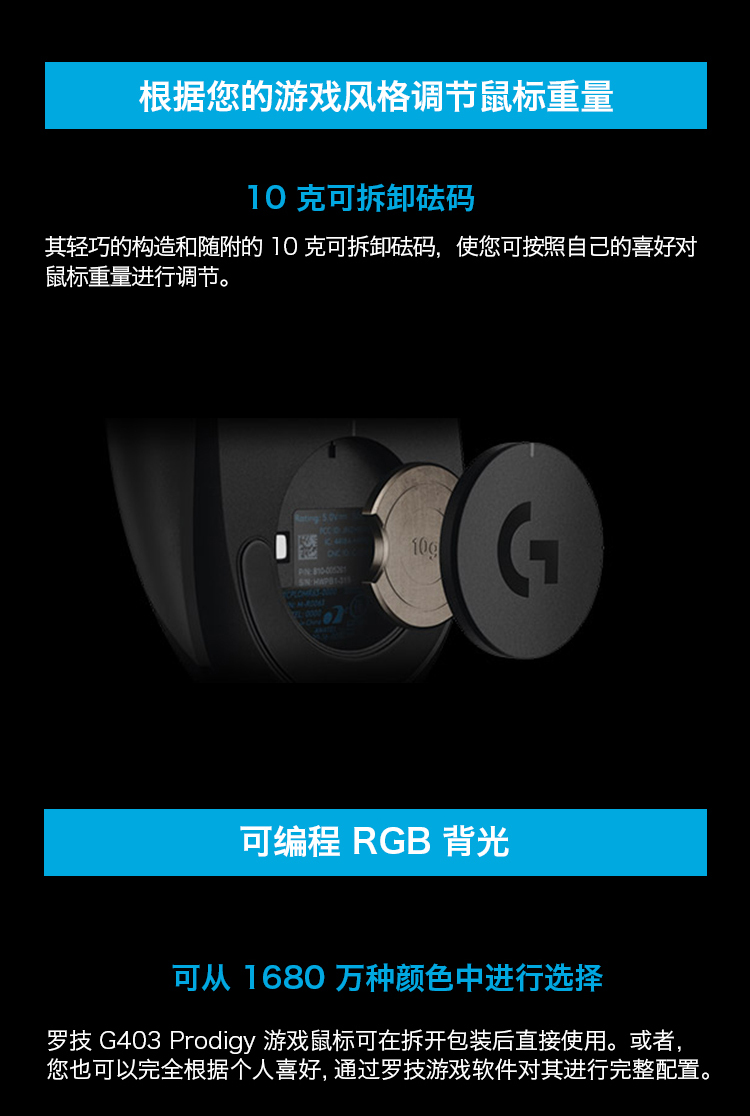 根据您的游戏风格调节鼠标重量
10 克可拆卸砝码
其轻巧的构造和随附的 10 克可拆卸砝码，使您可按照自己的喜好对
鼠标重量进行调节。
10g
G
可编程 RGB 背光
可从 1680 万种颜色中进行选择
罗技 G403 Prodigy 游戏鼠标可在拆开包装后直接使用。或者，
您也可以完全根据个人喜好, 通过罗技游戏软件对其进行完整配置。